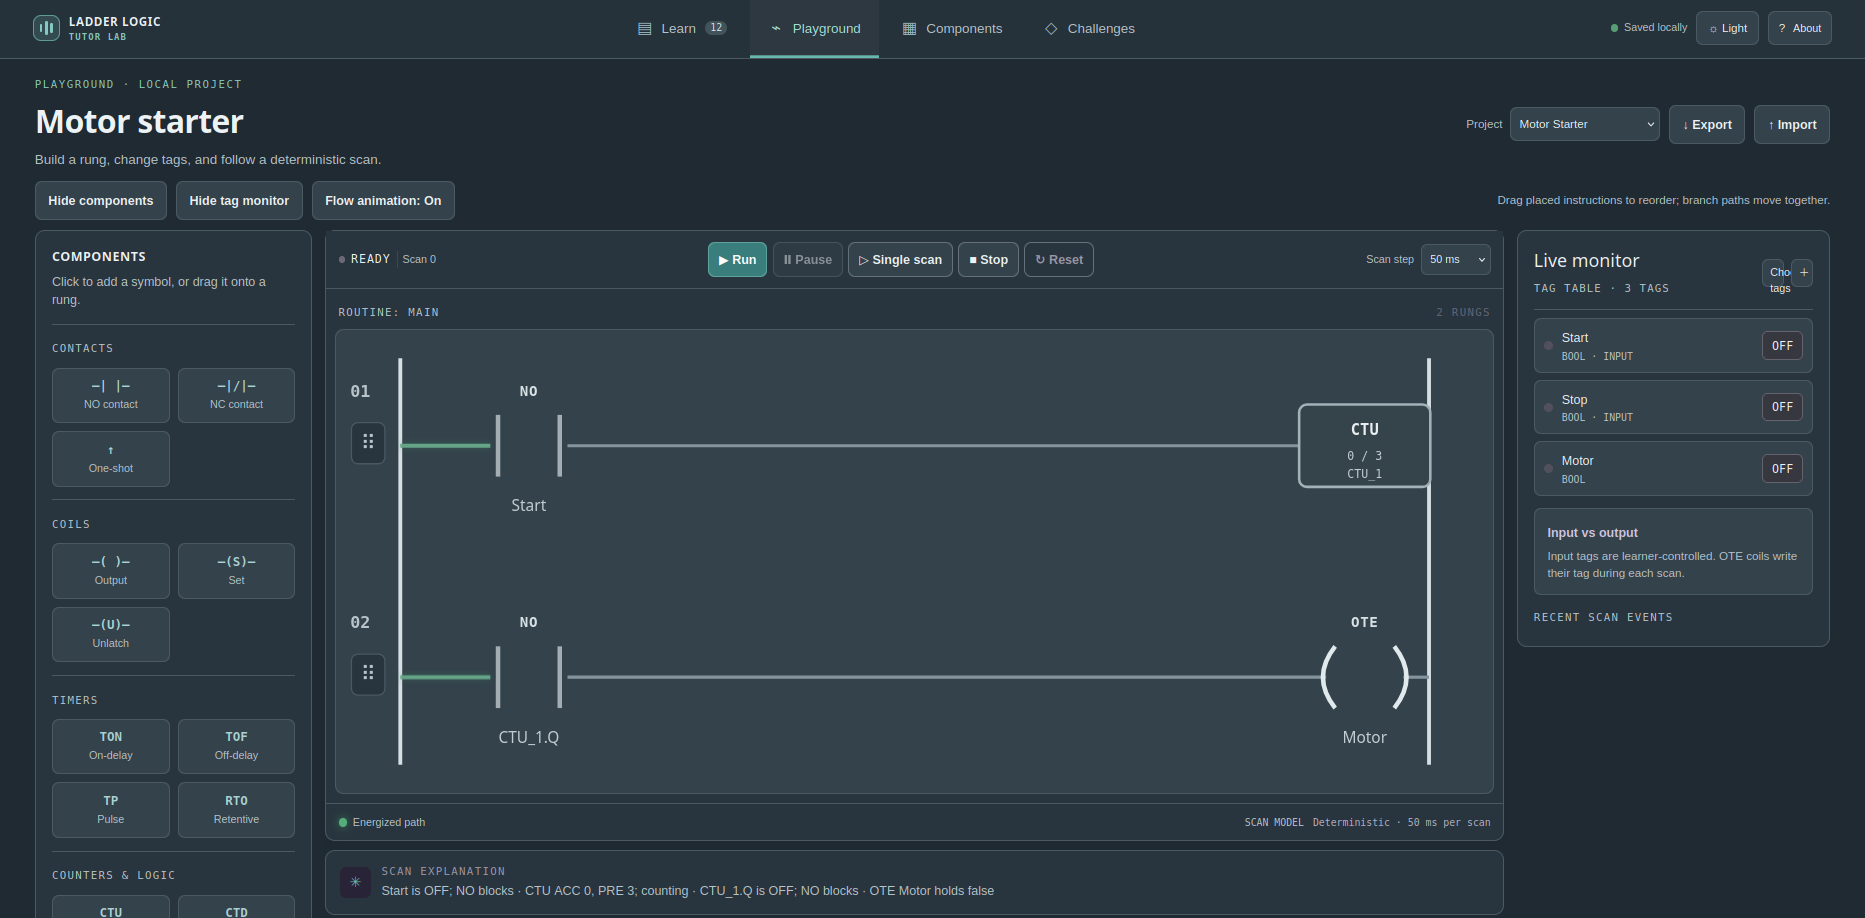 LADDER LOGIC
TUTOR LAB
Learn 12
Playground
Components
Challenges
Saved locally
Light
? About
PLAYGROUND · LOCAL PROJECT
Motor starter
Build a rung, change tags, and follow a deterministic scan.
Project
Motor Starter
↓ Export
↑ Import
Hide components
Hide tag monitor
Flow animation: On
Drag placed instructions to reorder; branch paths move together.
COMPONENTS
Click to add a symbol, or drag it onto a
rung.
CONTACTS
—| |—
NO contact
—|/|—
NC contact
↑
One-shot
COILS
—( )—
Output
—(S)—
Set
—(U)—
Unlatch
TIMERS
TON
On-delay
TOF
Off-delay
TP
Pulse
RTO
Retentive
COUNTERS & LOGIC
CTU
CTD
READY
Scan 0
▶ Run
Pause
▷ Single scan
■ Stop
↻ Reset
Scan step
50 ms
ROUTINE: MAIN
2 RUNGS
01
NO
Start
CTU
0 / 3
CTU_1
02
NO
CTU_1.Q
OTE
Motor
Energized path
SCAN MODEL Deterministic · 50 ms per scan
SCAN EXPLANATION
Start is OFF; NO blocks · CTU ACC 0, PRE 3; counting · CTU_1.Q is OFF; NO blocks · OTE Motor holds false
Live monitor
TAG TABLE · 3 TAGS
tags
+
Start
BOOL · INPUT
OFF
Stop
BOOL · INPUT
OFF
Motor
BOOL
OFF
Input vs output
Input tags are learner-controlled. OTE coils write
their tag during each scan.
RECENT SCAN EVENTS